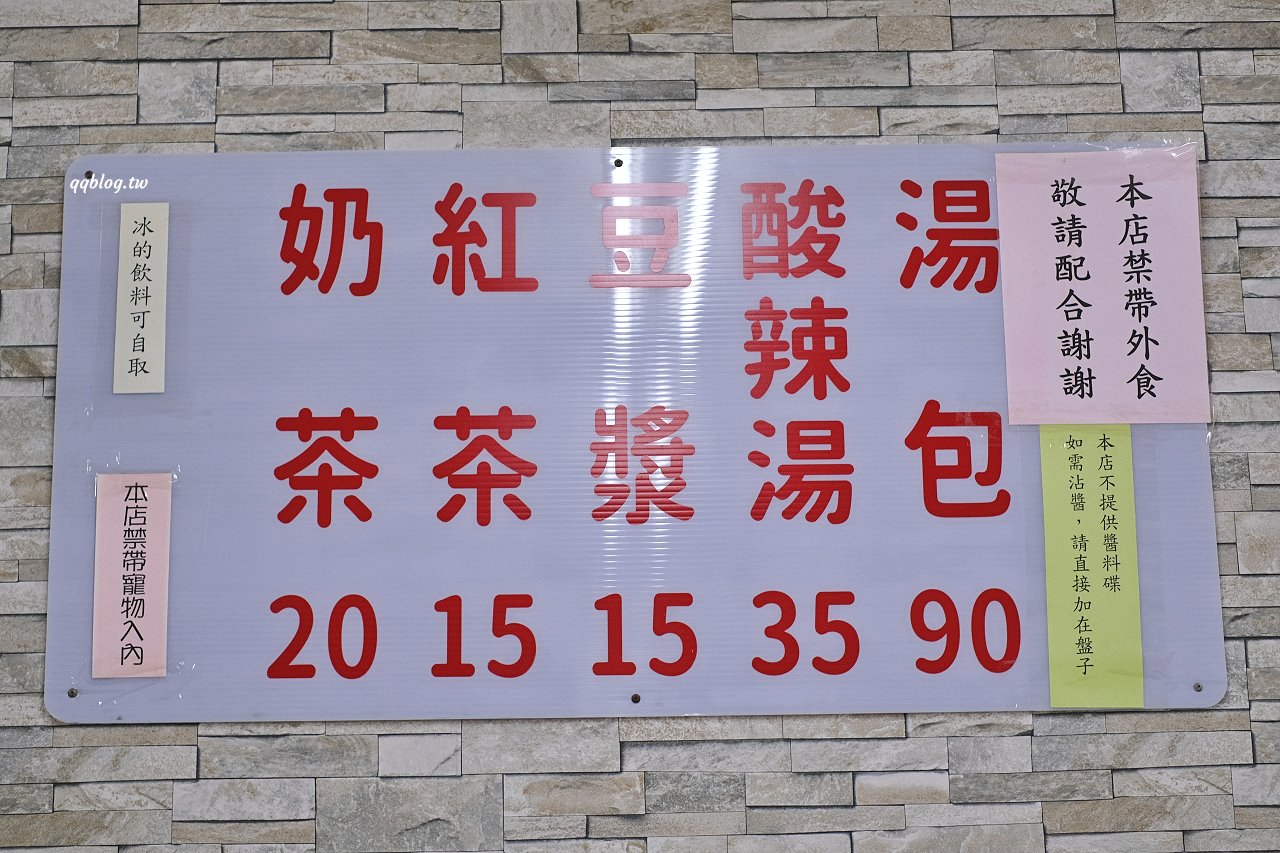 qqblog.tw
本店禁帶外食
敬請配合謝謝
本店不提供醬料碟
如需沾醬，請直接加在盤子
湯包 90
酸辣湯 35
豆漿 15
紅茶 15
奶茶 20
冰的飲料可自取
本店禁帶寵物入內